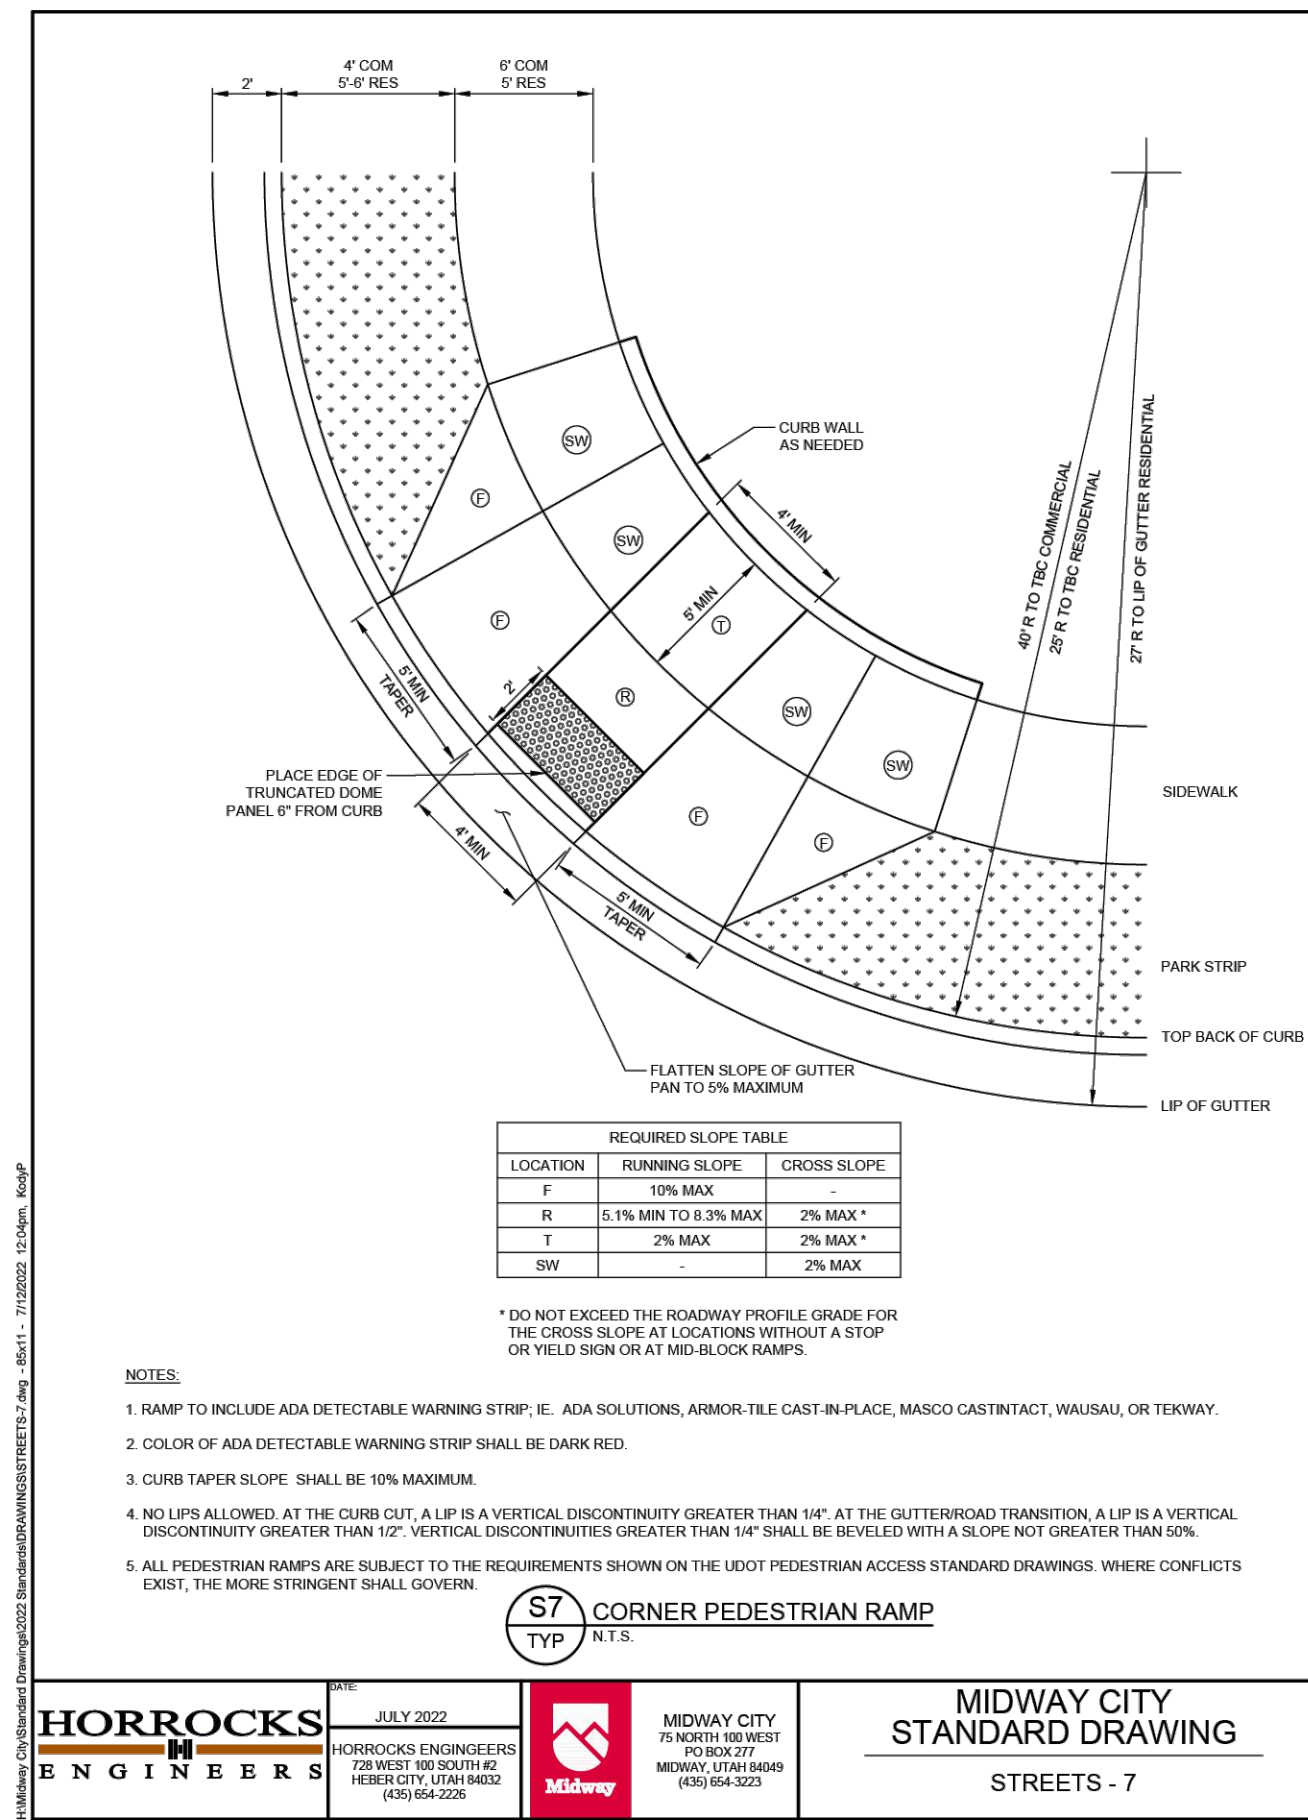 2'
4' COM
5'-6' RES
6' COM
5' RES
CURB WALL
AS NEEDED
4' MIN
5' MIN
SW
F
SW
F
T
R
2'
5' MIN
TAPER
SW
SW
F
F
40' R TO TBC COMMERCIAL
25' R TO TBC RESIDENTIAL
27' R TO LIP OF GUTTER RESIDENTIAL
PLACE EDGE OF
TRUNCATED DOME
PANEL 6" FROM CURB
4' MIN
5' MIN
TAPER
SIDEWALK
PARK STRIP
TOP BACK OF CURB
LIP OF GUTTER
FLATTEN SLOPE OF GUTTER
PAN TO 5% MAXIMUM
REQUIRED SLOPE TABLE
LOCATION RUNNING SLOPE CROSS SLOPE
F 10% MAX -
R 5.1% MIN TO 8.3% MAX 2% MAX *
T 2% MAX 2% MAX *
SW - 2% MAX
* DO NOT EXCEED THE ROADWAY PROFILE GRADE FOR
THE CROSS SLOPE AT LOCATIONS WITHOUT A STOP
OR YIELD SIGN OR AT MID-BLOCK RAMPS.
NOTES:
1. RAMP TO INCLUDE ADA DETECTABLE WARNING STRIP; IE. ADA SOLUTIONS, ARMOR-TILE CAST-IN-PLACE, MASCO CASTINTACT, WAUSAU, OR TEKWAY.
2. COLOR OF ADA DETECTABLE WARNING STRIP SHALL BE DARK RED.
3. CURB TAPER SLOPE SHALL BE 10% MAXIMUM.
4. NO LIPS ALLOWED. AT THE CURB CUT, A LIP IS A VERTICAL DISCONTINUITY GREATER THAN 1/4". AT THE GUTTER/ROAD TRANSITION, A LIP IS A VERTICAL
DISCONTINUITY GREATER THAN 1/2". VERTICAL DISCONTINUITIES GREATER THAN 1/4" SHALL BE BEVELED WITH A SLOPE NOT GREATER THAN 50%.
5. ALL PEDESTRIAN RAMPS ARE SUBJECT TO THE REQUIREMENTS SHOWN ON THE UDOT PEDESTRIAN ACCESS STANDARD DRAWINGS. WHERE CONFLICTS
EXIST, THE MORE STRINGENT SHALL GOVERN.
S7
TYP
CORNER PEDESTRIAN RAMP
N.T.S.
H:\Midway City\Standard Drawings\2022 Standards\DRAWINGS\STREETS-7.dwg - 85x11 - 7/12/2022 12:04pm, KodyP
HORROCKS
ENGINEERS
DATE:
JULY 2022
HORROCKS ENGINGEERS
728 WEST 100 SOUTH #2
HEBER CITY, UTAH 84032
(435) 654-2226
Midway
MIDWAY CITY
75 NORTH 100 WEST
PO BOX 277
MIDWAY, UTAH 84049
(435) 654-3223
MIDWAY CITY
STANDARD DRAWING
STREETS - 7